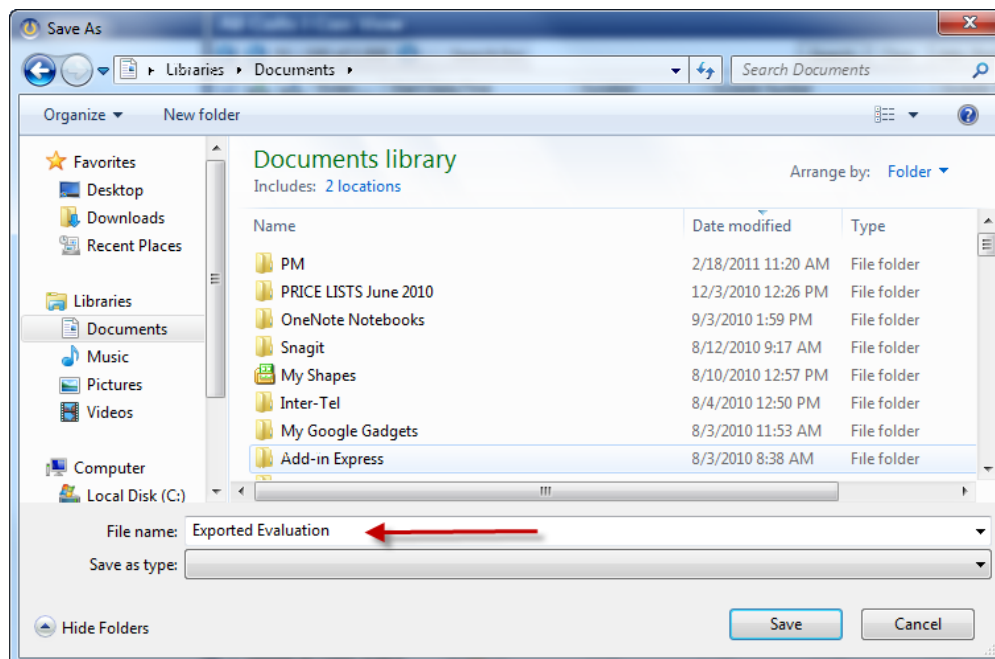 Save As
Libraries Documents
Search Documents
Organize New folder
Favorites
Desktop
Downloads
Recent Places
Libraries
Documents
Music
Pictures
Videos
Computer
Local Disk (C:)
Documents library
Includes: 2 locations
Arrange by: Folder
Name Date modified Type
PM 2/18/2011 11:20 AM File folder
PRICE LISTS June 2010 12/3/2010 12:26 PM File folder
OneNote Notebooks 9/3/2010 1:59 PM File folder
Snagit 8/12/2010 9:17 AM File folder
My Shapes 8/10/2010 12:57 PM File folder
Inter-Tel 8/4/2010 12:50 PM File folder
My Google Gadgets 8/3/2010 11:53 AM File folder
Add-in Express 8/3/2010 8:38 AM File folder
File name: Exported Evaluation
Save as type:
Hide Folders Save Cancel